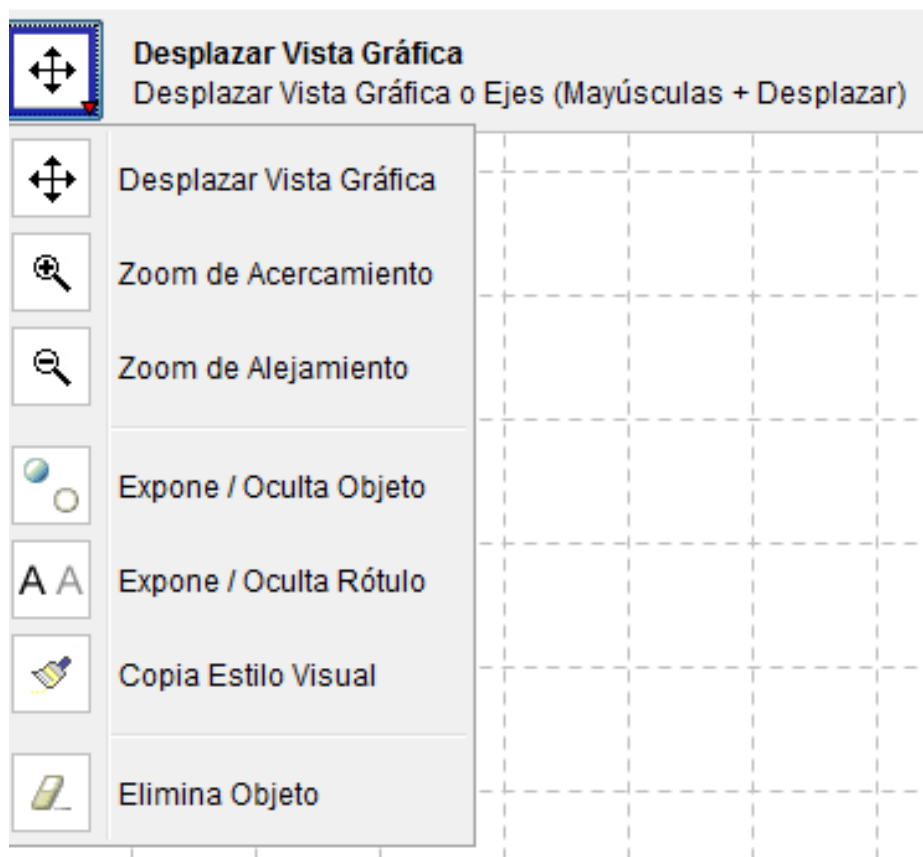 Desplazar Vista Gráfica
Desplazar Vista Gráfica o Ejes (Mayúsculas + Desplazar)
Desplazar Vista Gráfica
Zoom de Acercamiento
Zoom de Alejamiento
Expone / Oculta Objeto
A A
Expone / Oculta Rótulo
Copia Estilo Visual
Elimina Objeto